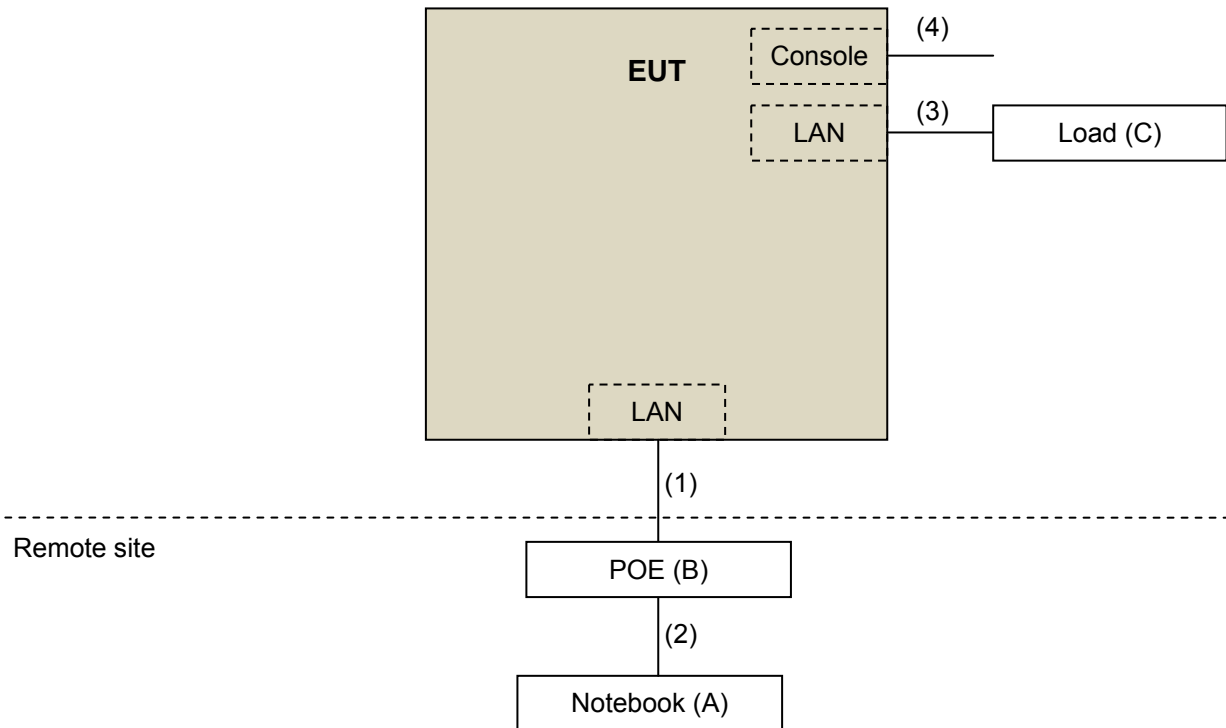 (4)
Console
EUT
(3)
LAN
Load (C)
LAN
(1)
Remote site
POE (B)
(2)
Notebook (A)